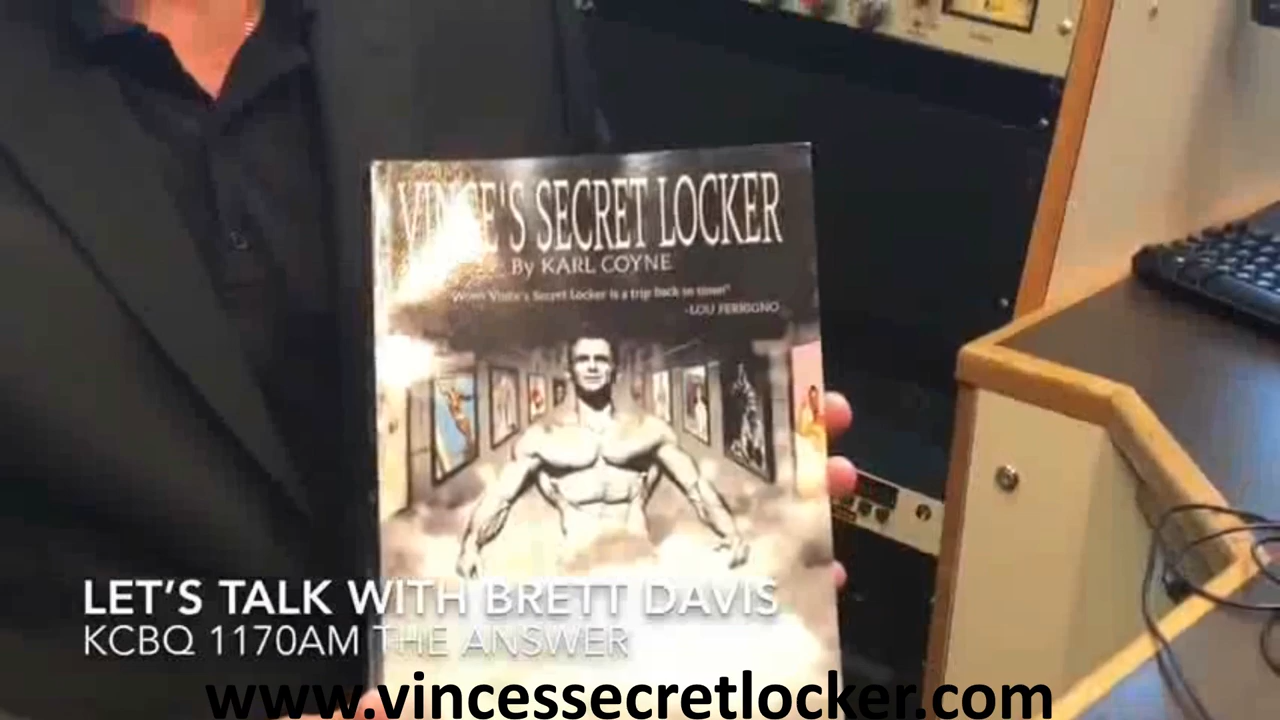 VINCE'S SECRET LOCKER
By KARL COYNE
Vince's Secret Locker is a trip back in time"
-LOU FERRIGNO
LET'S TALK WITH BRETT DAVIS
KCBQ 1170AM THE ANSWER
www.vincessecretlocker.com